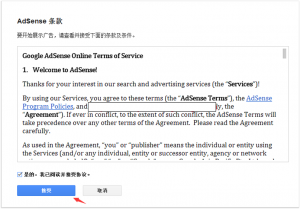 AdSense 条款
要开始展示广告，请查看并接受下面的条款及条件。
Google AdSense Online Terms of Service
1. Welcome to AdSense!
Thanks for your interest in our search and advertising services (the “Services”)!
By using our Services, you agree to these terms (the “AdSense Terms”), the AdSense
Program Policies, and ly, the
“Agreement”). If ever in conflict, to the extent of such conflict, the AdSense Terms will
take precedence over any other terms of the Agreement. Please read the Agreement
carefully.
As used in the Agreement, “you” or “publisher” means the individual or entity using
the Services (and/or any individual, entity or successor entity, agency or network
是的，我已阅读并接受协议。
接受
取消